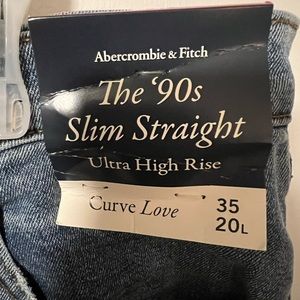 Abercrombie & Fitch
The ‘90s
Slim Straight
Ultra High Rise
Curve Love 35
20L